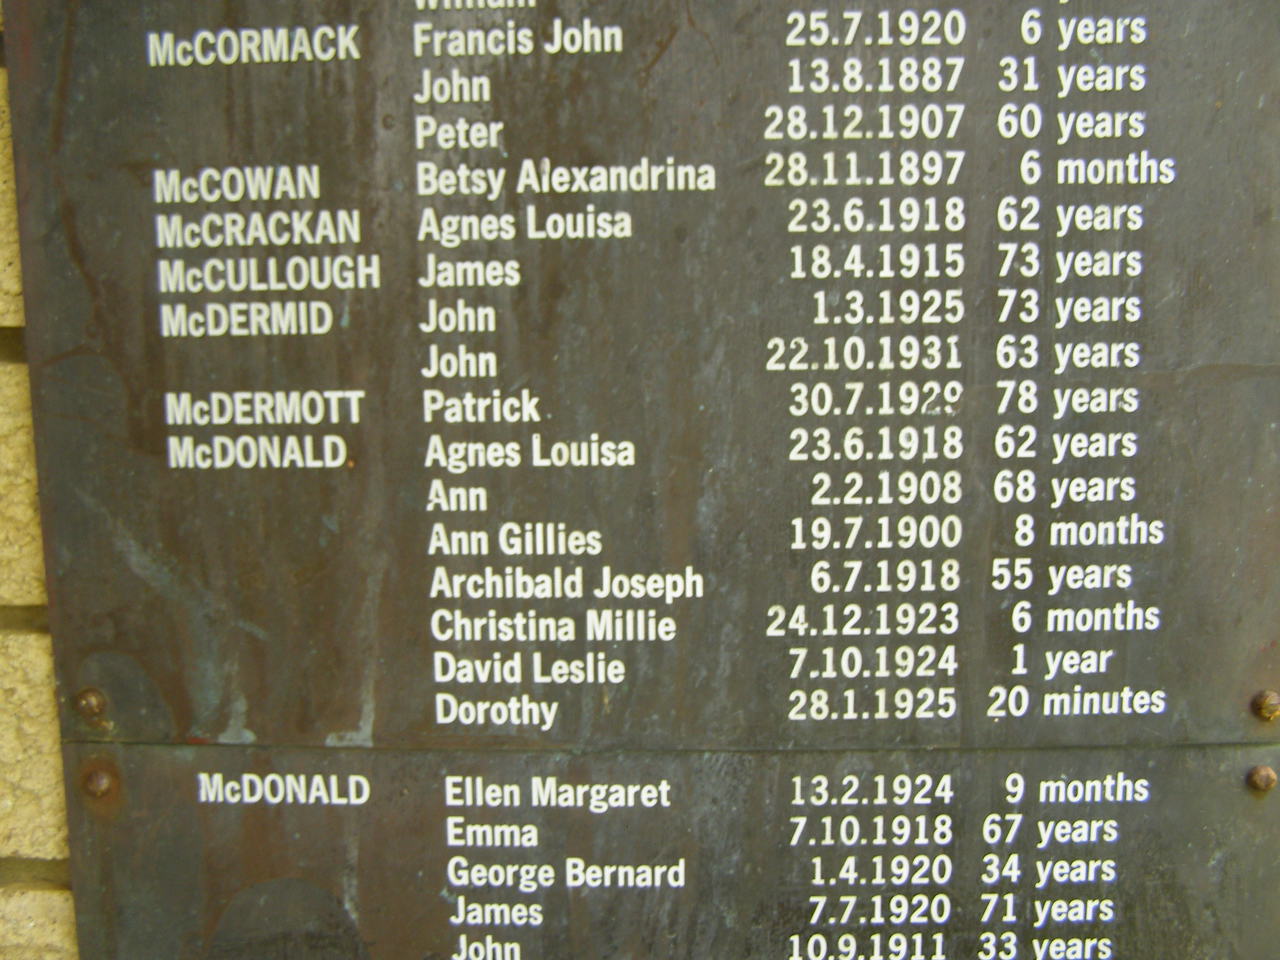 McCORMACK Francis John 25.7.1920 6 years
John 13.8.1887 31 years
Peter 28.12.1907 60 years
McCOWAN Betsy Alexandrina 28.11.1897 6 months
McCRACKAN Agnes Louisa 23.6.1918 62 years
McCULLOUGH James 18.4.1915 73 years
McDERMID John 1.3.1925 73 years
John 22.10.1931 63 years
McDERMOTT Patrick 78 years
McDONALD Agnes Louisa 23.6.1918 62 years
Ann 2.2.1908 68 years
Ann Gillies 19.7.1900 8 months
Archibald Joseph 6.7.1918 55 years
Christina Millie 24.12.1923 6 months
David Leslie 7.10.1924 1 year
Dorothy 28.1.1925 20 minutes
McDONALD Ellen Margaret 13.2.1924 9 months
Emma 7.10.1918 67 years
George Bernard 1.4.1920 34 years
James 7.7.1920 71 years
John 10.9.1911 33 years